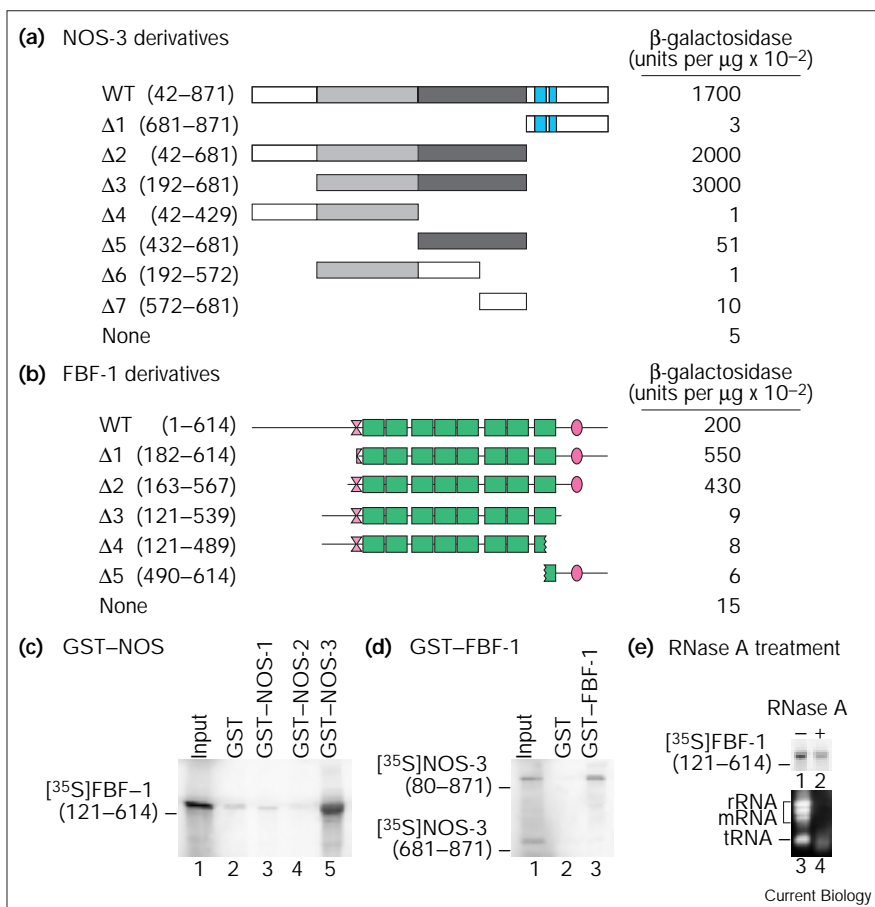 (a) NOS-3 derivatives
β-galactosidase
(units per μg x 10⁻²)
WT (42–871) 1700
Δ1 (681–871) 3
Δ2 (42–681) 2000
Δ3 (192–681) 3000
Δ4 (42–429) 1
Δ5 (432–681) 51
Δ6 (192–572) 1
Δ7 (572–681) 10
None 5
(b) FBF-1 derivatives
β-galactosidase
(units per μg x 10⁻²)
WT (1–614) 200
Δ1 (182–614) 550
Δ2 (163–567) 430
Δ3 (121–539) 9
Δ4 (121–489) 8
Δ5 (490–614) 6
None 15
(c) GST–NOS
Input
GST
GST–NOS-1
GST–NOS-2
GST–NOS-3
[³⁵S]FBF–1
(121–614)
1 2 3 4 5
(d) GST–FBF-1
Input
GST
GST–FBF-1
[³⁵S]NOS-3
(80–871)
[³⁵S]NOS-3
(681–871)
1 2 3
(e) RNase A treatment
RNase A
– +
[³⁵S]FBF-1
(121–614)
1 2
rRNA
mRNA
tRNA
3 4
Current Biology